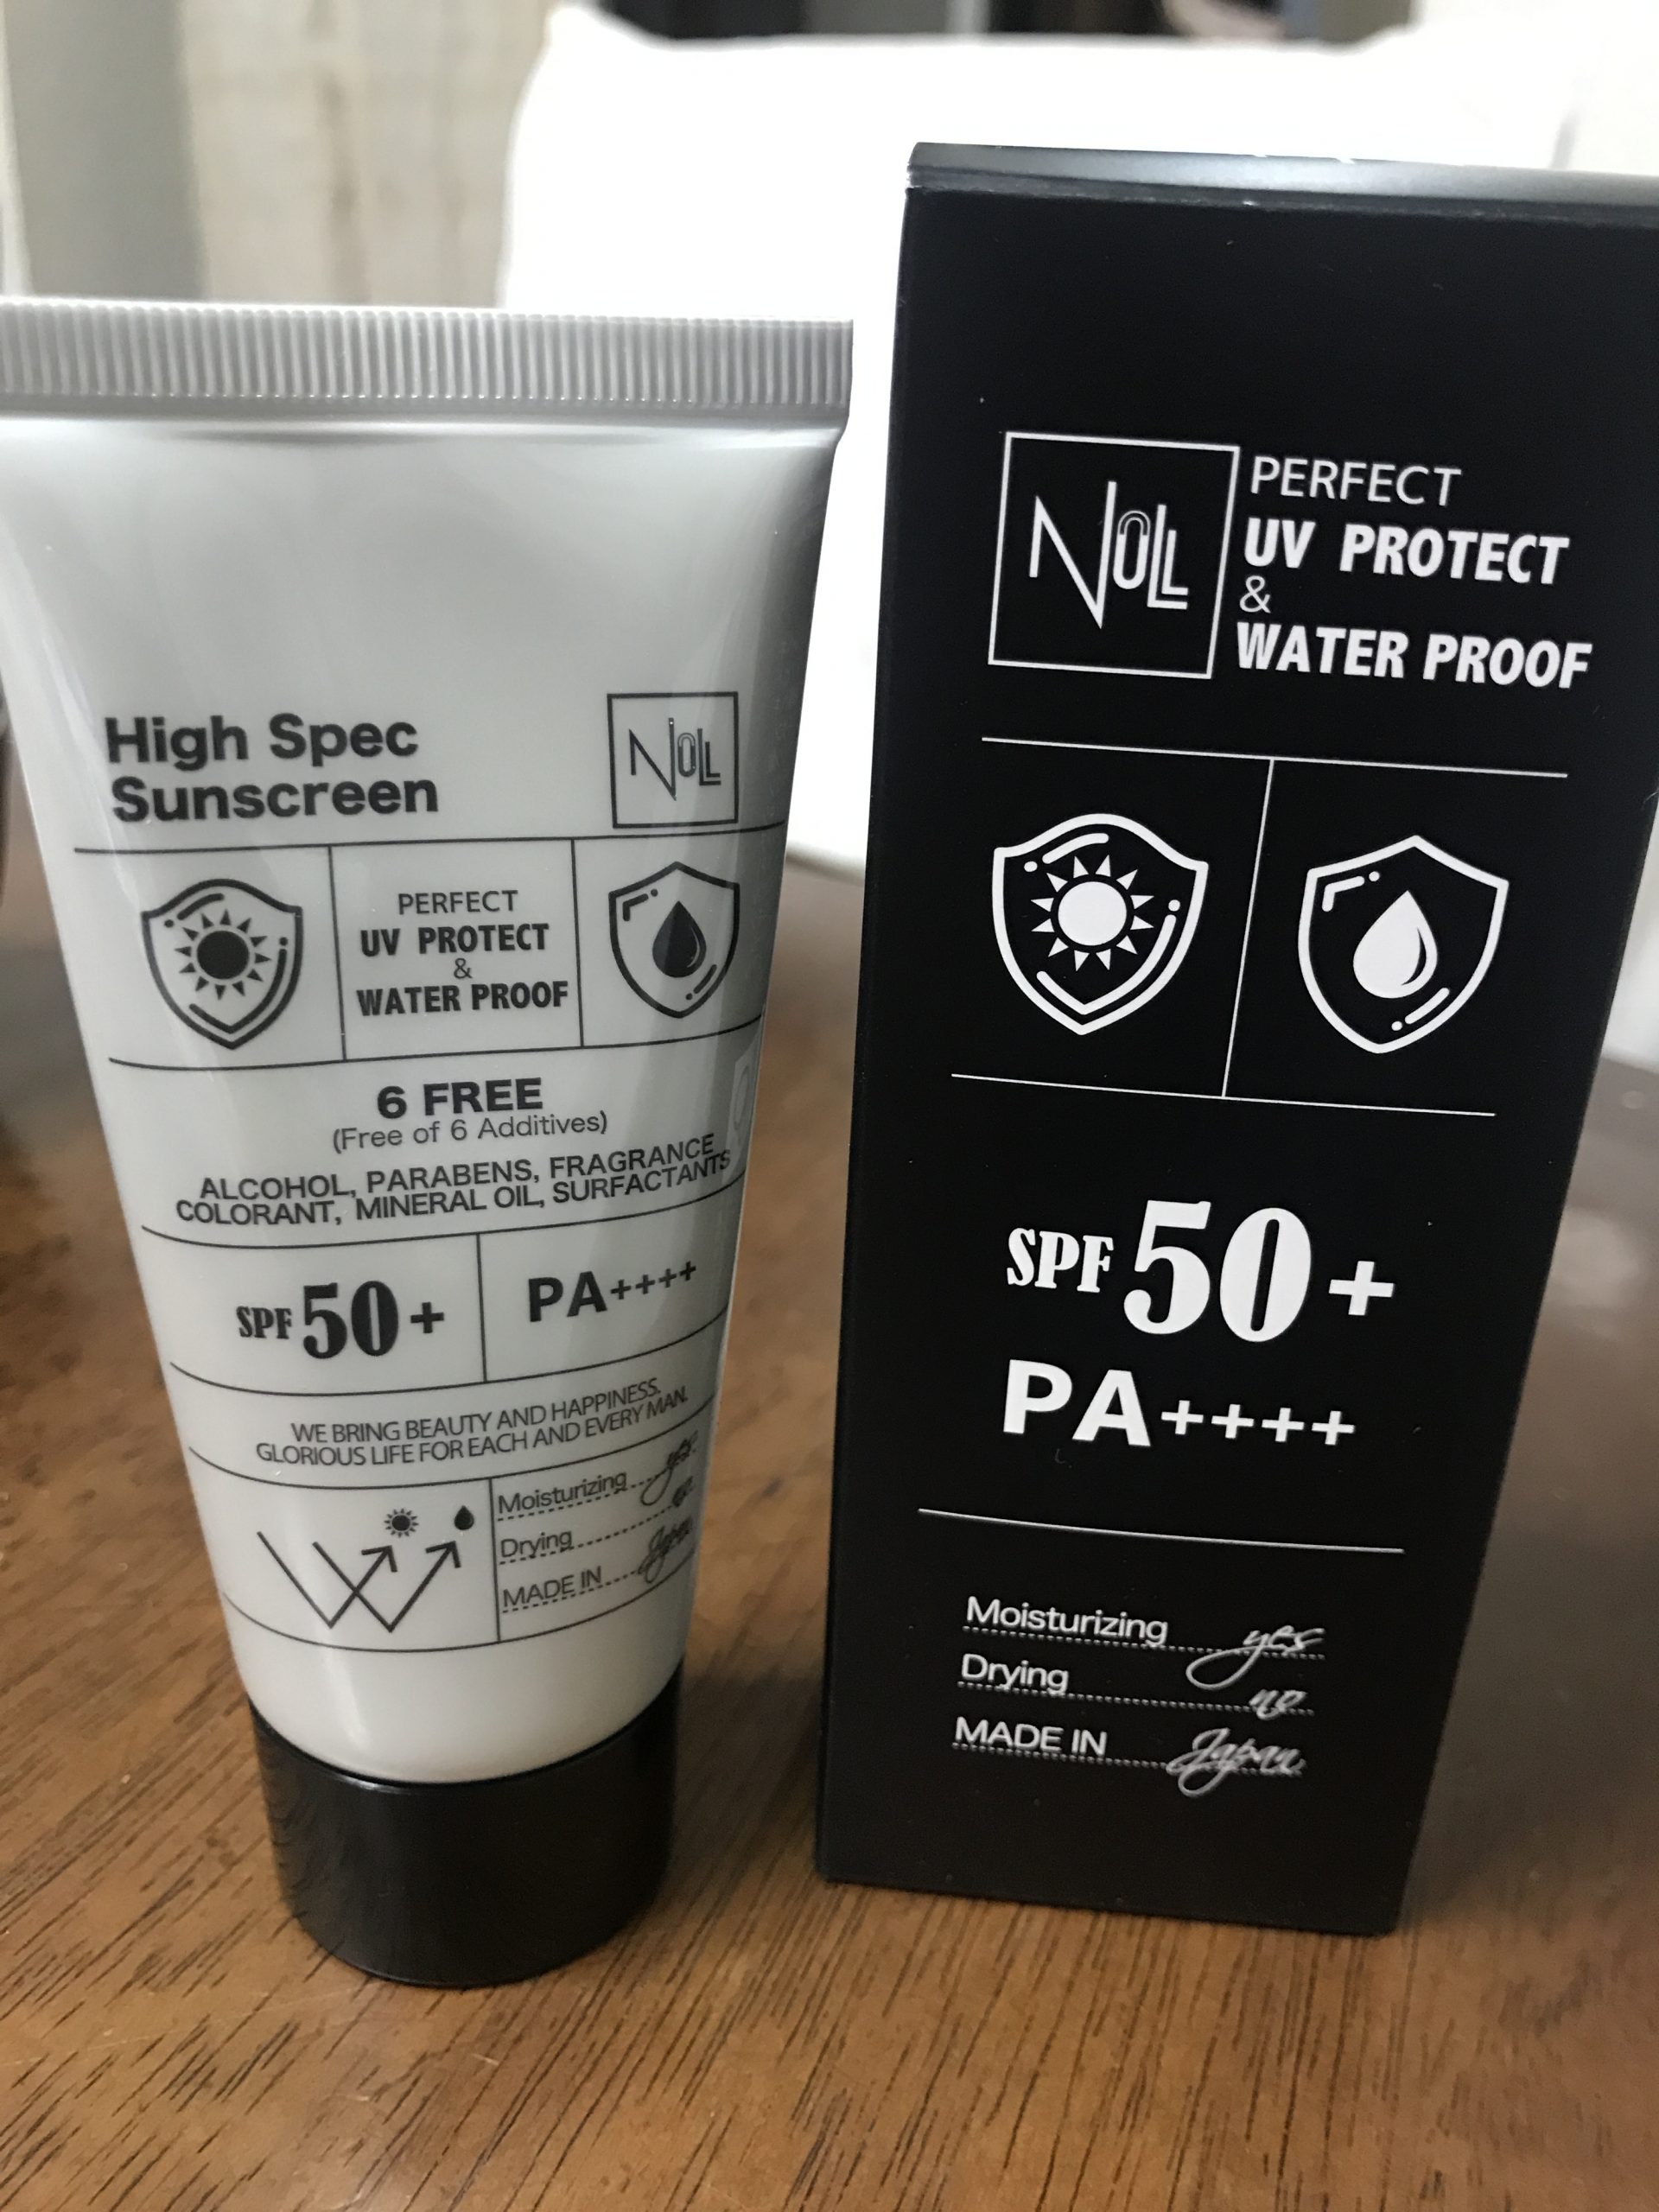 High Spec
Sunscreen
NULL
PERFECT
UV PROTECT
&
WATER PROOF
6 FREE
(Free of 6 Additives)
ALCOHOL, PARABENS, FRAGRANCE
COLORANT, MINERAL OIL, SURFACTANTS
SPF 50+
PA++++
WE BRING BEAUTY AND HAPPINESS.
GLORIOUS LIFE FOR EACH AND EVERY MAN.
Moisturizing yes
Drying no
MADE IN Japan
NULL
PERFECT
UV PROTECT
&
WATER PROOF
SPF 50+
PA++++
Moisturizing yes
Drying no
MADE IN Japan